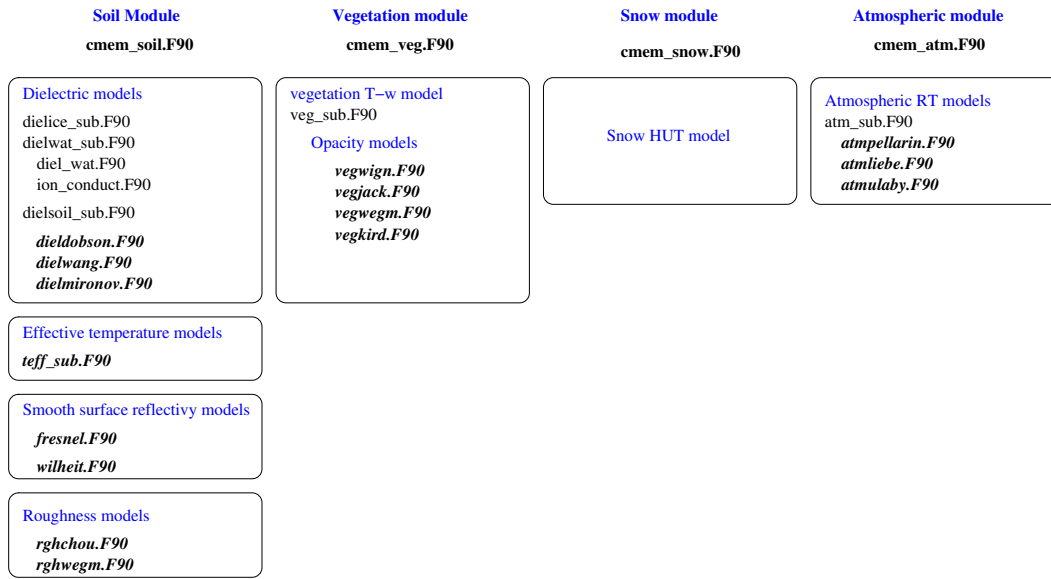 Soil Module
cmem_soil.F90
Dielectric models
dielice_sub.F90
dielwat_sub.F90
diel_wat.F90
ion_conduct.F90
dielsoil_sub.F90
dieldobson.F90
dielwang.F90
dielmironov.F90
Effective temperature models
teff_sub.F90
Smooth surface reflectivy models
fresnel.F90
wilheit.F90
Roughness models
rghchou.F90
rghwegm.F90
Vegetation module
cmem_veg.F90
vegetation T−w model
veg_sub.F90
Opacity models
vegwign.F90
vegjack.F90
vegwegm.F90
vegkird.F90
Snow module
cmem_snow.F90
Snow HUT model
Atmospheric module
cmem_atm.F90
Atmospheric RT models
atm_sub.F90
atmpellarin.F90
atmliebe.F90
atmulaby.F90